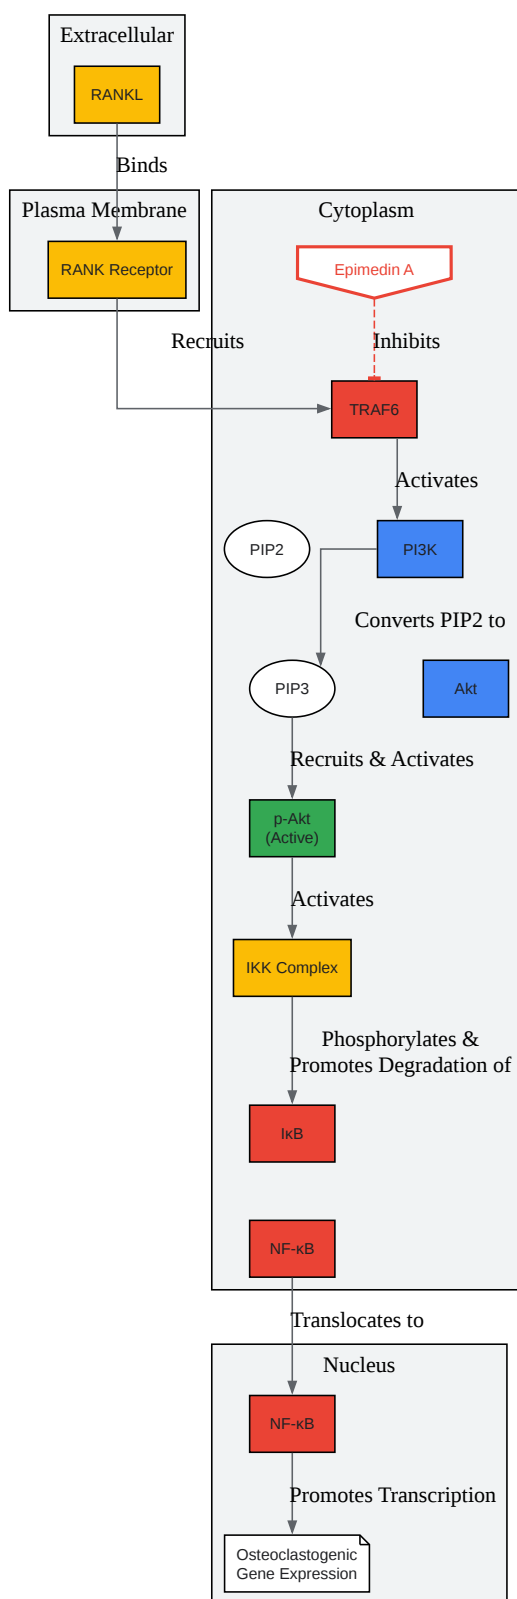 Extracellular
RANKL
Binds
Plasma Membrane
RANK Receptor
Cytoplasm
Epimedin A
Recruits
Inhibits
TRAF6
Activates
PIP2
PI3K
Converts PIP2 to
PIP3
Akt
Recruits & Activates
p-Akt
(Active)
Activates
IKK Complex
Phosphorylates &
Promotes Degradation of
IκB
NF-κB
Translocates to
Nucleus
NF-κB
Promotes Transcription
Osteoclastogenic
Gene Expression